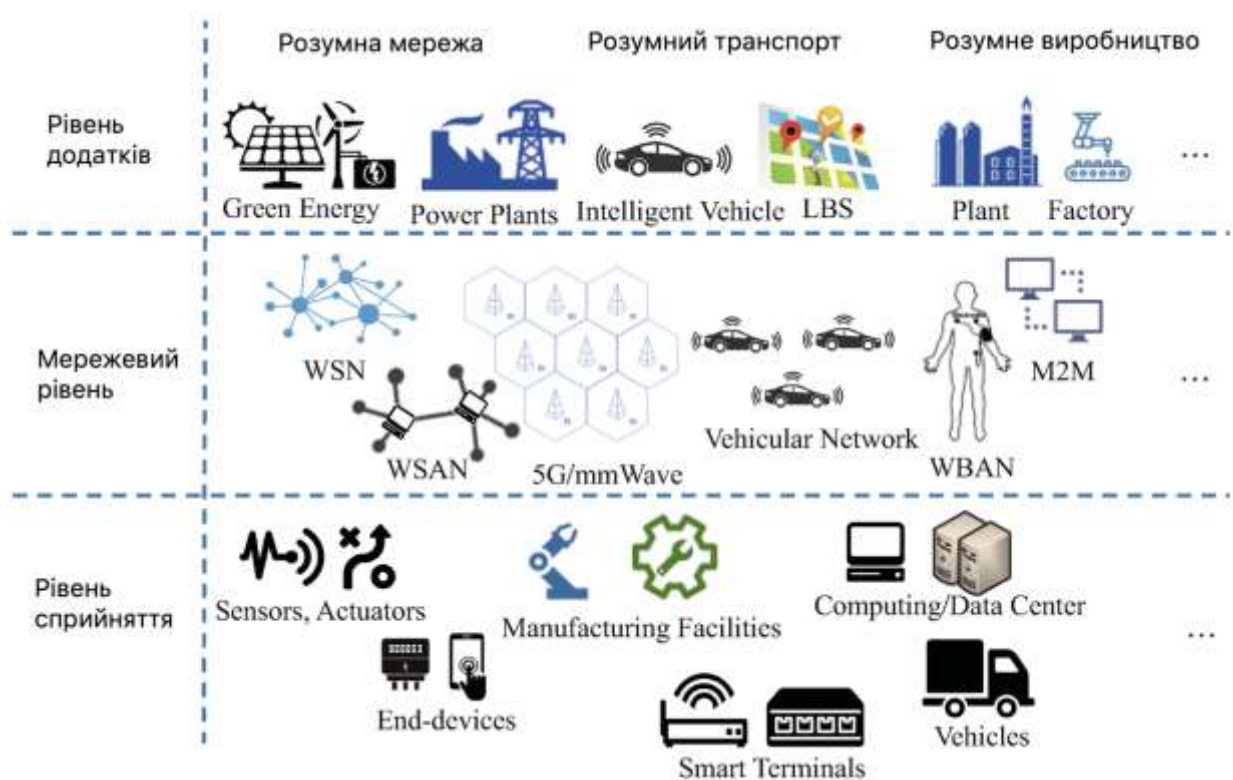 Розумна мережа
Розумний транспорт
Розумне виробництво
Рівень
додатків
Green Energy
Power Plants
Intelligent Vehicle
LBS
Plant
Factory
...
Мережевий
рівень
WSN
WSAN
5G/mmWave
Vehicular Network
WBAN
M2M
...
Рівень
сприйняття
Sensors, Actuators
Manufacturing Facilities
Computing/Data Center
...
End-devices
Smart Terminals
Vehicles